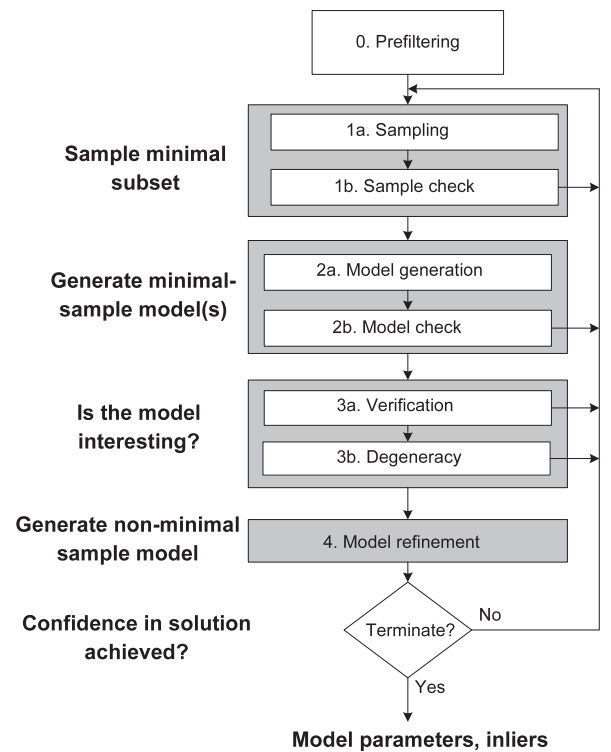 0. Prefiltering
Sample minimal
subset
1a. Sampling
1b. Sample check
Generate minimal-
sample model(s)
2a. Model generation
2b. Model check
Is the model
interesting?
3a. Verification
3b. Degeneracy
Generate non-minimal
sample model
4. Model refinement
Confidence in solution
achieved?
Terminate?
No
Yes
Model parameters, inliers